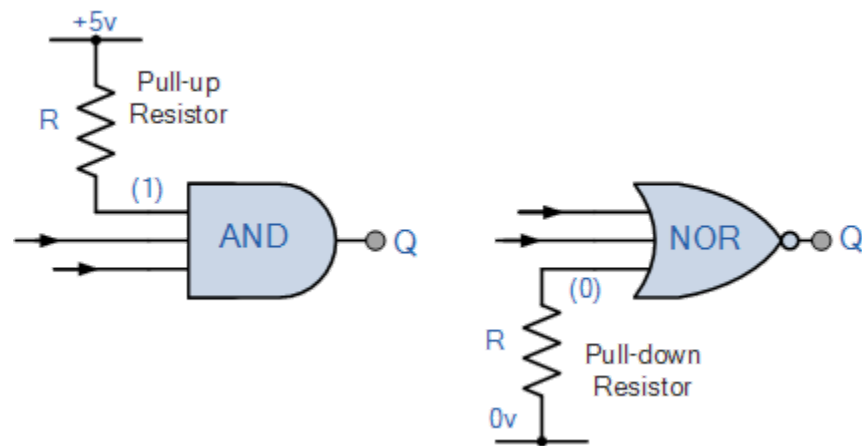 +5v
Pull-up
Resistor
R
(1)
AND
Q
NOR
Q
(0)
R
Pull-down
Resistor
0v